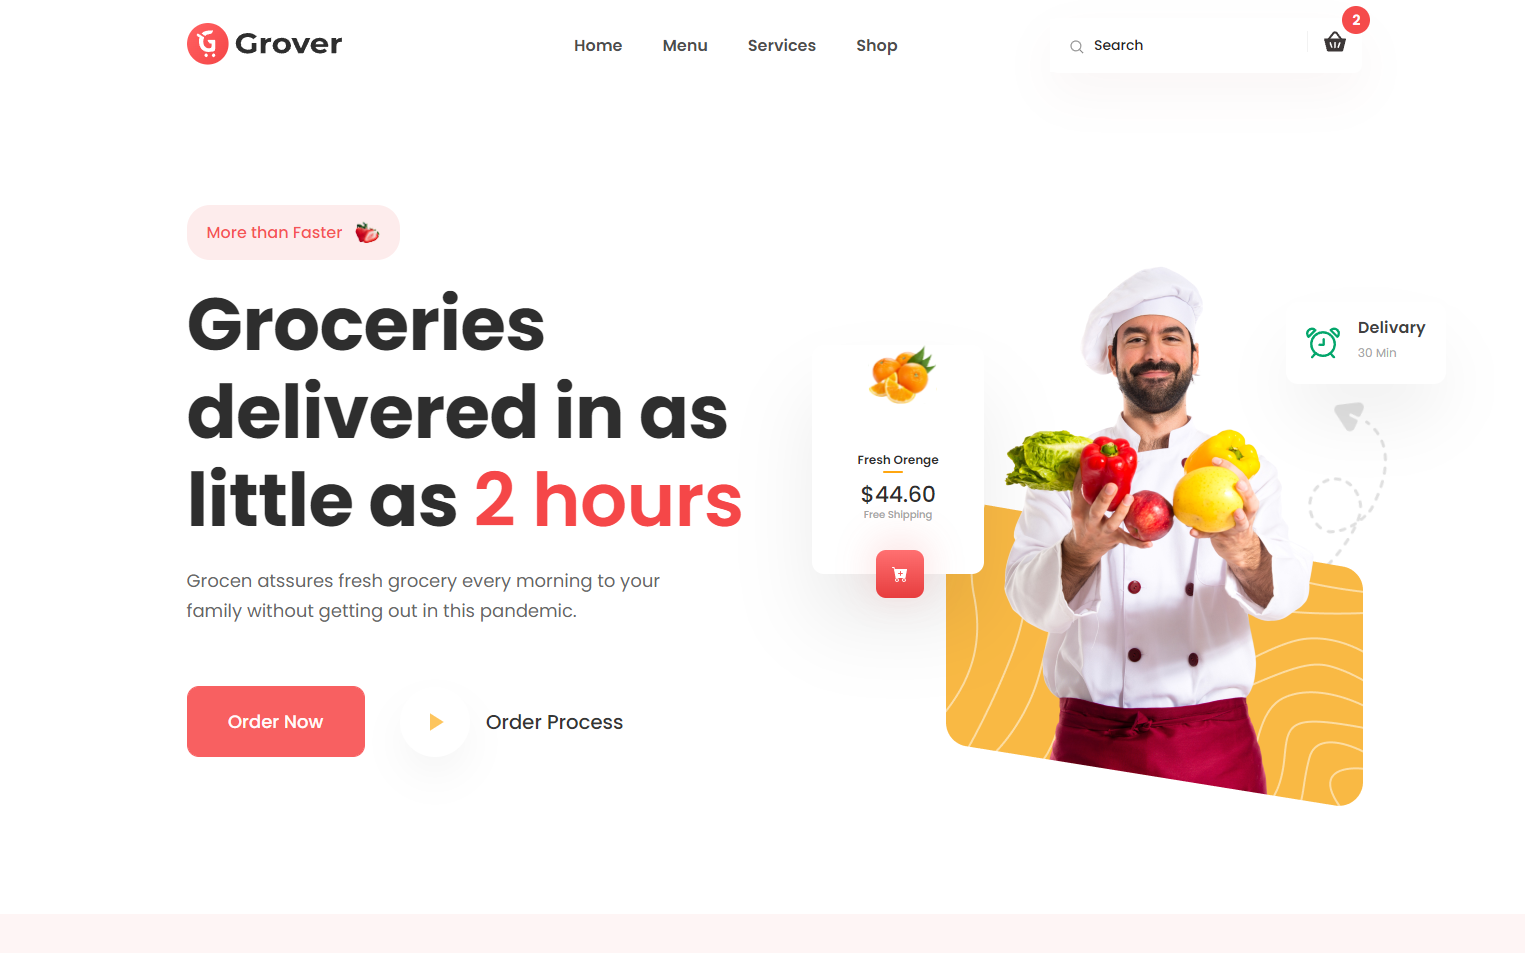 Grover
Home
Menu
Services
Shop
Search
2
More than Faster
Groceries
delivered in as
little as 2 hours
Grocen atssures fresh grocery every morning to your
family without getting out in this pandemic.
Order Now
Order Process
Fresh Orenge
$44.60
Free Shipping
Delivary
30 Min